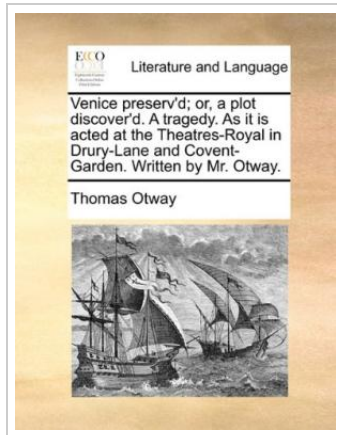 ECCO
Literature and Language
Venice preserv'd; or, a plot
discover'd. A tragedy. As it is
acted at the Theatres-Royal in
Drury-Lane and Covent-
Garden. Written by Mr. Otway.
Thomas Otway